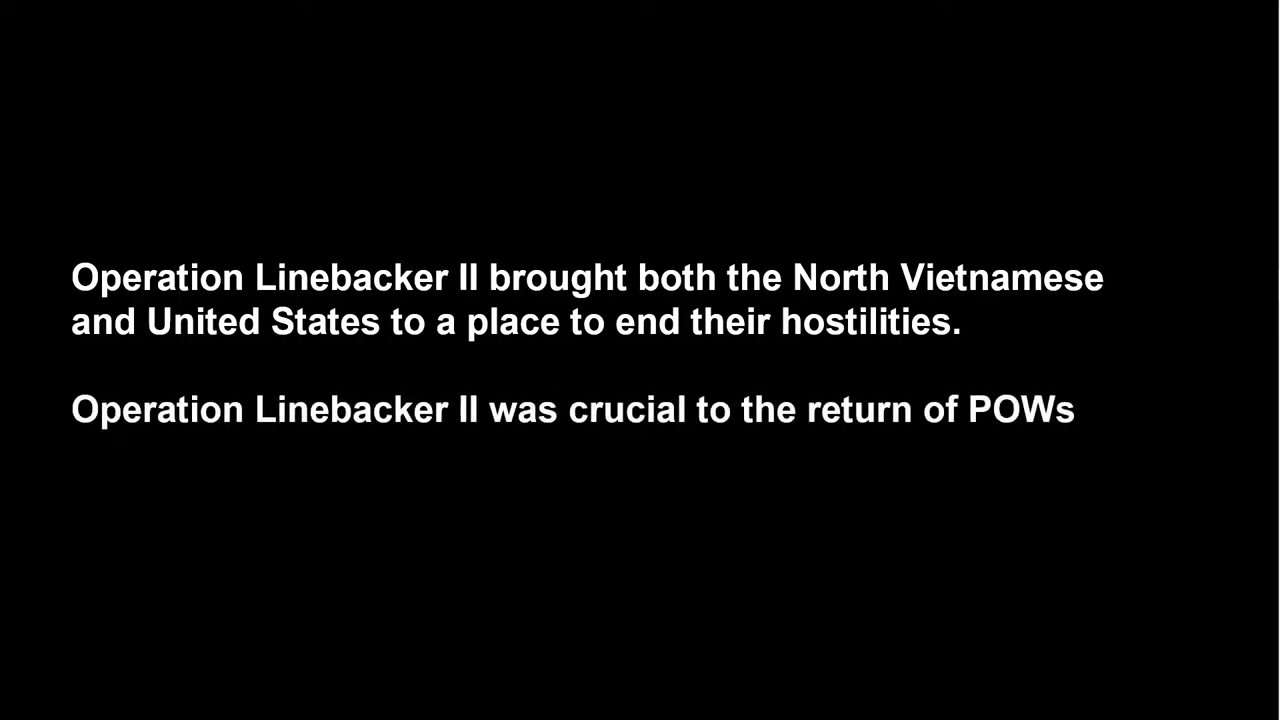 Operation Linebacker II brought both the North Vietnamese
and United States to a place to end their hostilities.
Operation Linebacker II was crucial to the return of POWs